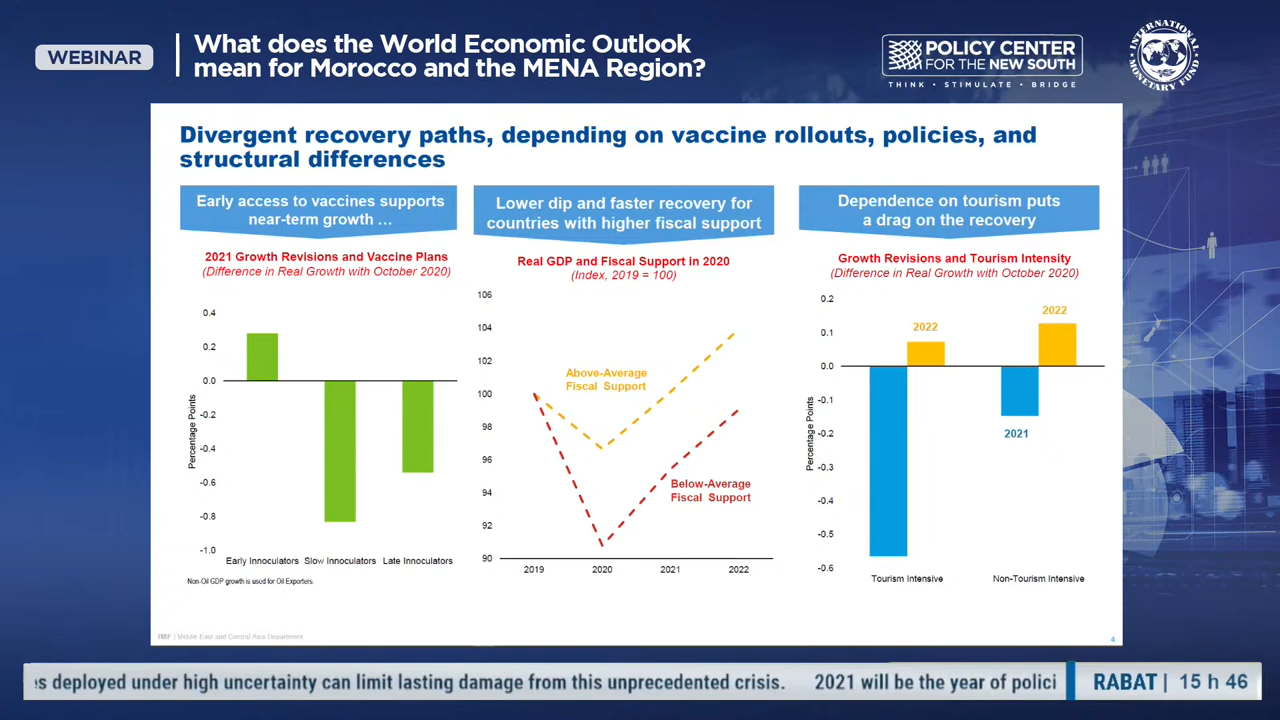 WEBINAR
What does the World Economic Outlook
mean for Morocco and the MENA Region?
POLICY CENTER
FOR THE NEW SOUTH
THINK • STIMULATE • BRIDGE
INTERNATIONAL MONETARY FUND
Divergent recovery paths, depending on vaccine rollouts, policies, and
structural differences
Early access to vaccines supports
near-term growth …
2021 Growth Revisions and Vaccine Plans
(Difference in Real Growth with October 2020)
Percentage Points
0.4
0.2
0.0
-0.2
-0.4
-0.6
-0.8
-1.0
Early Innoculators Slow Innoculators Late Innoculators
Non-Oil GDP growth is used for Oil Exporters.
Lower dip and faster recovery for
countries with higher fiscal support
Real GDP and Fiscal Support in 2020
(Index, 2019 = 100)
106
104
102
100
98
96
94
92
90
Above-Average
Fiscal Support
Below-Average
Fiscal Support
2019 2020 2021 2022
Dependence on tourism puts
a drag on the recovery
Growth Revisions and Tourism Intensity
(Difference in Real Growth with October 2020)
Percentage Points
0.2
0.1
0.0
-0.1
-0.2
-0.3
-0.4
-0.5
-0.6
2022
2022
2021
Tourism Intensive Non-Tourism Intensive
IMF | Middle East and Central Asia Department
4
s deployed under high uncertainty can limit lasting damage from this unprecedented crisis. 2021 will be the year of polici
RABAT | 15 h 46